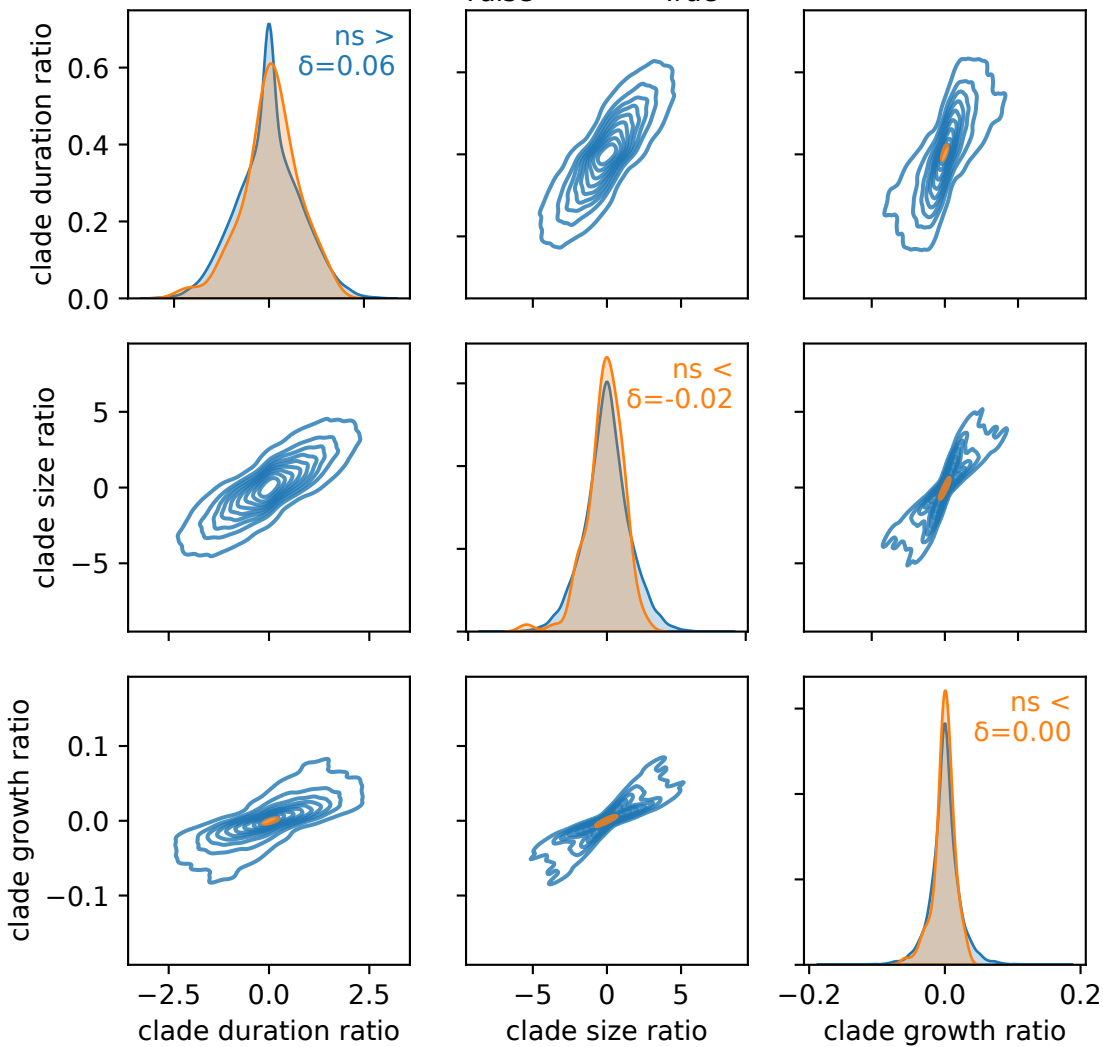 clade duration ratio
0.6
0.4
0.2
0.0
ns >
δ=0.06
clade size ratio
5
0
−5
ns <
δ=-0.02
clade growth ratio
0.1
0.0
−0.1
ns <
δ=0.00
−2.5 0.0 2.5
−5 0 5
−0.2 0.0 0.2
clade duration ratio
clade size ratio
clade growth ratio